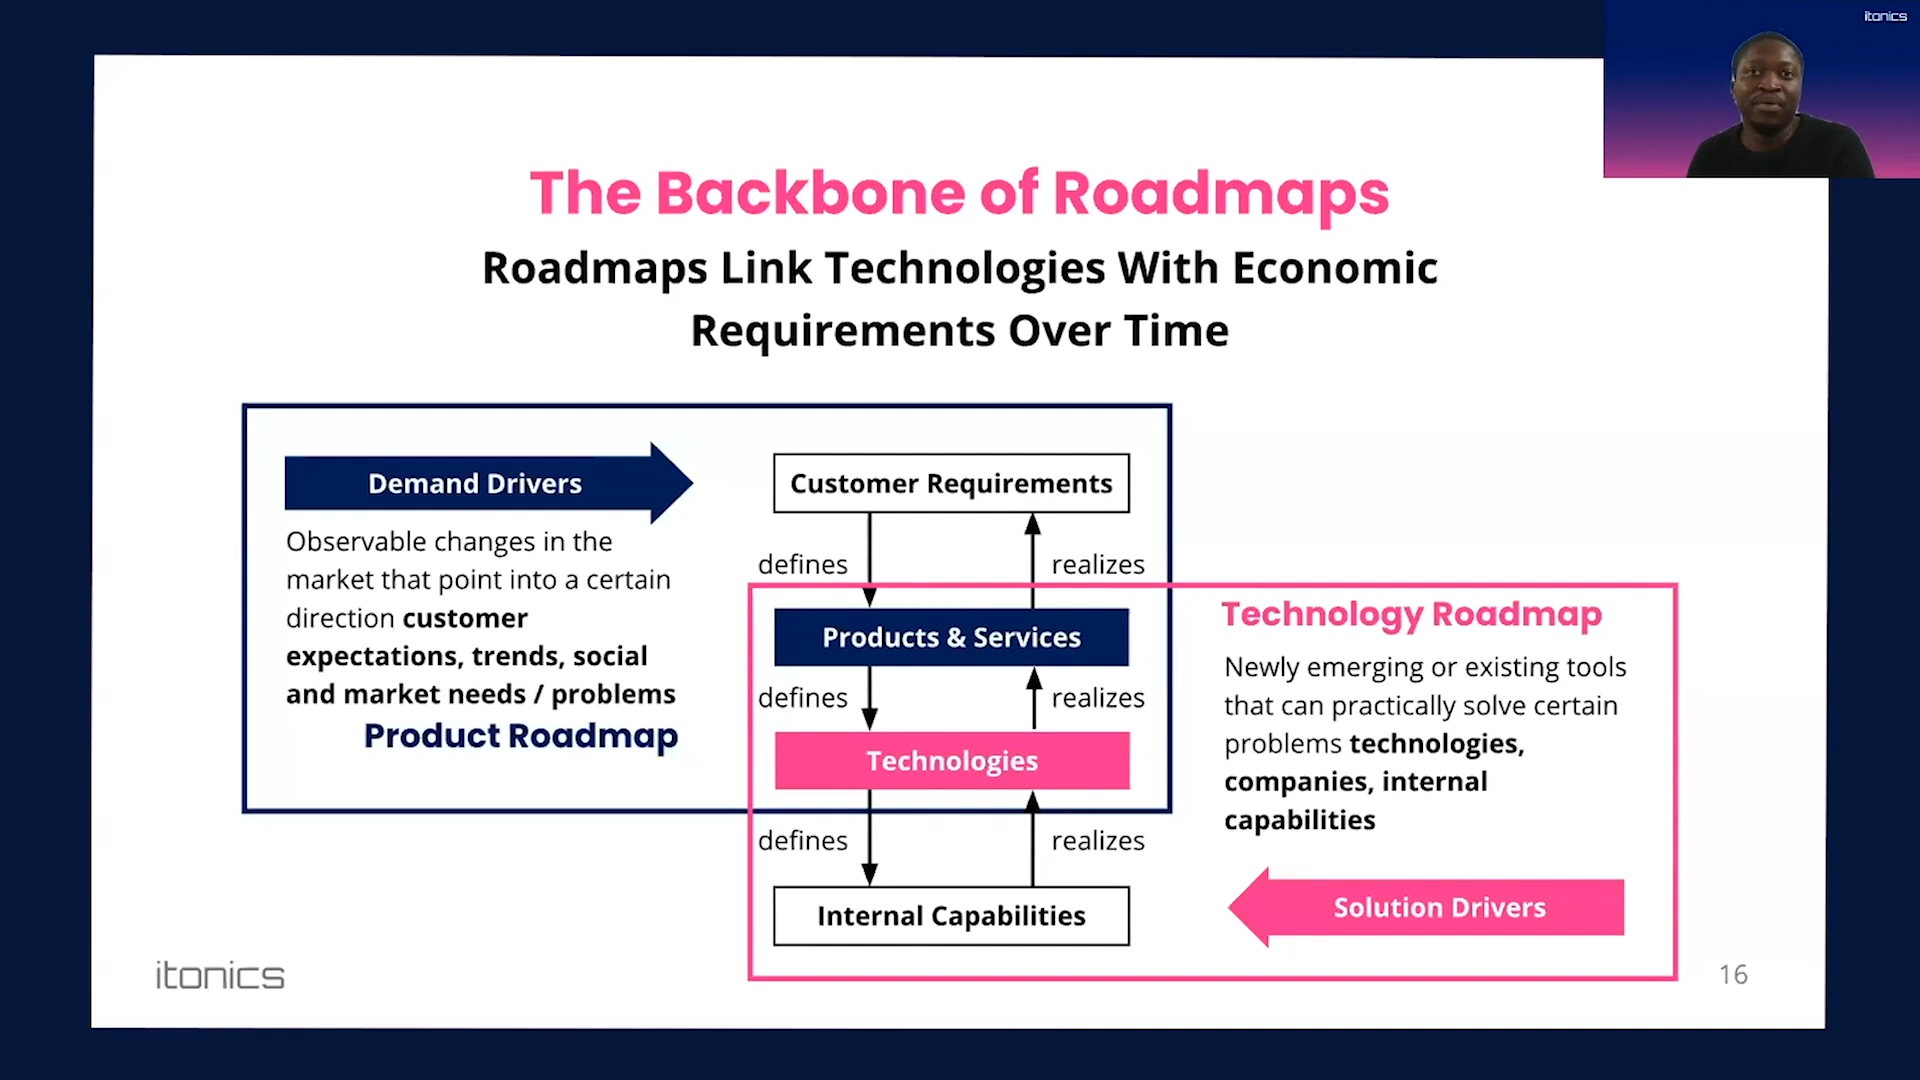 itonics
The Backbone of Roadmaps
Roadmaps Link Technologies With Economic
Requirements Over Time
Demand Drivers
Observable changes in the
market that point into a certain
direction customer
expectations, trends, social
and market needs / problems
Product Roadmap
Customer Requirements
defines
realizes
Products & Services
defines
realizes
Technologies
defines
realizes
Internal Capabilities
Technology Roadmap
Newly emerging or existing tools
that can practically solve certain
problems technologies,
companies, internal
capabilities
Solution Drivers
itonics
16